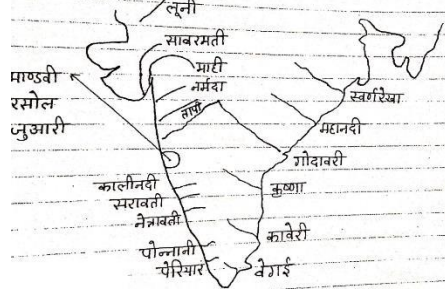 लूनी
साबरमती
माही
नर्मदा
तापी
माण्डवी
रसोल
जुआरी
स्वर्णरेखा
महानदी
गोदावरी
कृष्णा
कालीनदी
सरावती
नेत्रावती
कावेरी
पोन्नानी
पेरियार
वेगई